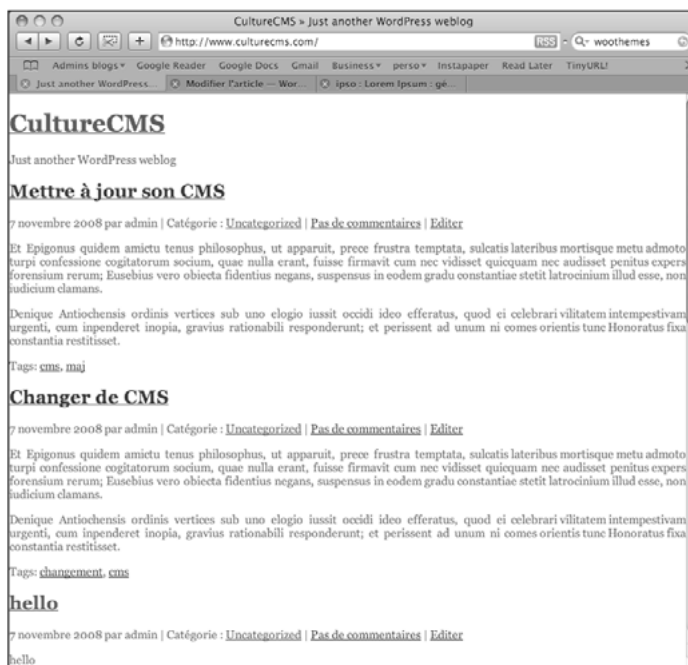 CultureCMS » Just another WordPress weblog
http://www.culturecms.com/ RSS woothemes
Admins blogs Google Reader Google Docs Gmail Business perso Instapaper Read Later TinyURL!
Just another WordPress... Modifier l'article — Wor... ipso : Lorem Ipsum : gé...
CultureCMS
Just another WordPress weblog
Mettre à jour son CMS
7 novembre 2008 par admin | Catégorie : Uncategorized | Pas de commentaires | Editer
Et Epigonus quidem amictu tenus philosophus, ut apparuit, prece frustra temptata, sulcatis lateribus mortisque metu admoto
turpi confessione cogitatorum socium, quae nulla erant, fuisse firmavit cum nec vidisset quicquam nec audisset penitus expers
forensium rerum; Eusebius vero obiecta fidentius negans, suspensus in eodem gradu constantiae stetit latrocinium illud esse, non
iudicium clamans.
Denique Antiochensis ordinis vertices sub uno elogio iussit occidi ideo efferatus, quod ei celebrari vilitatem intempestivam
urgenti, cum inpenderet inopia, gravius rationabili responderunt; et perissent ad unum ni comes orientis tunc Honoratus fixa
constantia restitisset.
Tags: cms, maj
Changer de CMS
7 novembre 2008 par admin | Catégorie : Uncategorized | Pas de commentaires | Editer
Et Epigonus quidem amictu tenus philosophus, ut apparuit, prece frustra temptata, sulcatis lateribus mortisque metu admoto
turpi confessione cogitatorum socium, quae nulla erant, fuisse firmavit cum nec vidisset quicquam nec audisset penitus expers
forensium rerum; Eusebius vero obiecta fidentius negans, suspensus in eodem gradu constantiae stetit latrocinium illud esse, non
iudicium clamans.
Denique Antiochensis ordinis vertices sub uno elogio iussit occidi ideo efferatus, quod ei celebrari vilitatem intempestivam
urgenti, cum inpenderet inopia, gravius rationabili responderunt; et perissent ad unum ni comes orientis tunc Honoratus fixa
constantia restitisset.
Tags: changement, cms
hello
7 novembre 2008 par admin | Catégorie : Uncategorized | Pas de commentaires | Editer
hello